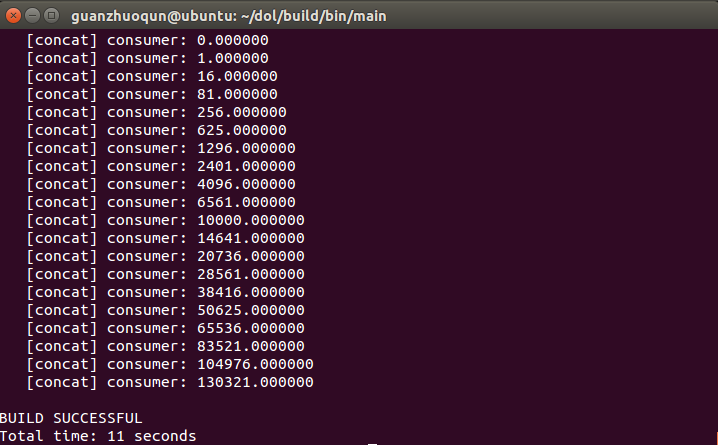 guanzhuoqun@ubuntu: ~/dol/build/bin/main
[concat] consumer: 0.000000
[concat] consumer: 1.000000
[concat] consumer: 16.000000
[concat] consumer: 81.000000
[concat] consumer: 256.000000
[concat] consumer: 625.000000
[concat] consumer: 1296.000000
[concat] consumer: 2401.000000
[concat] consumer: 4096.000000
[concat] consumer: 6561.000000
[concat] consumer: 10000.000000
[concat] consumer: 14641.000000
[concat] consumer: 20736.000000
[concat] consumer: 28561.000000
[concat] consumer: 38416.000000
[concat] consumer: 50625.000000
[concat] consumer: 65536.000000
[concat] consumer: 83521.000000
[concat] consumer: 104976.000000
[concat] consumer: 130321.000000
BUILD SUCCESSFUL
Total time: 11 seconds